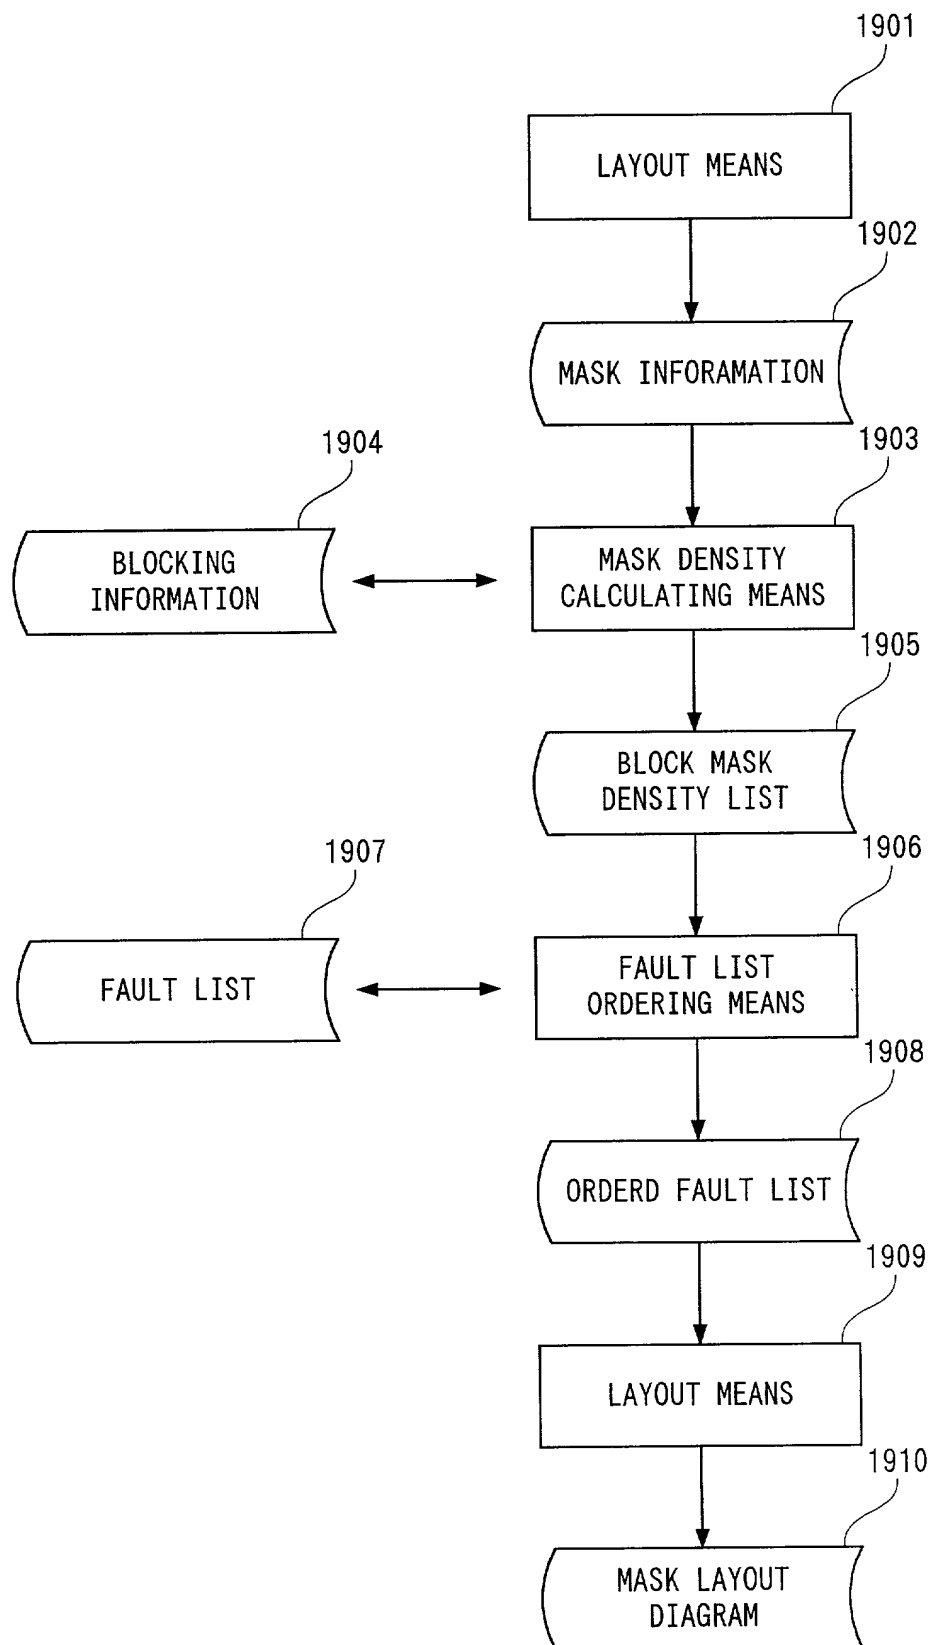 1901
LAYOUT MEANS
1902
MASK INFORAMATION
1904
1903
BLOCKING
INFORMATION
MASK DENSITY
CALCULATING MEANS
1905
BLOCK MASK
DENSITY LIST
1907
1906
FAULT LIST
FAULT LIST
ORDERING MEANS
1908
ORDERD FAULT LIST
1909
LAYOUT MEANS
1910
MASK LAYOUT
DIAGRAM